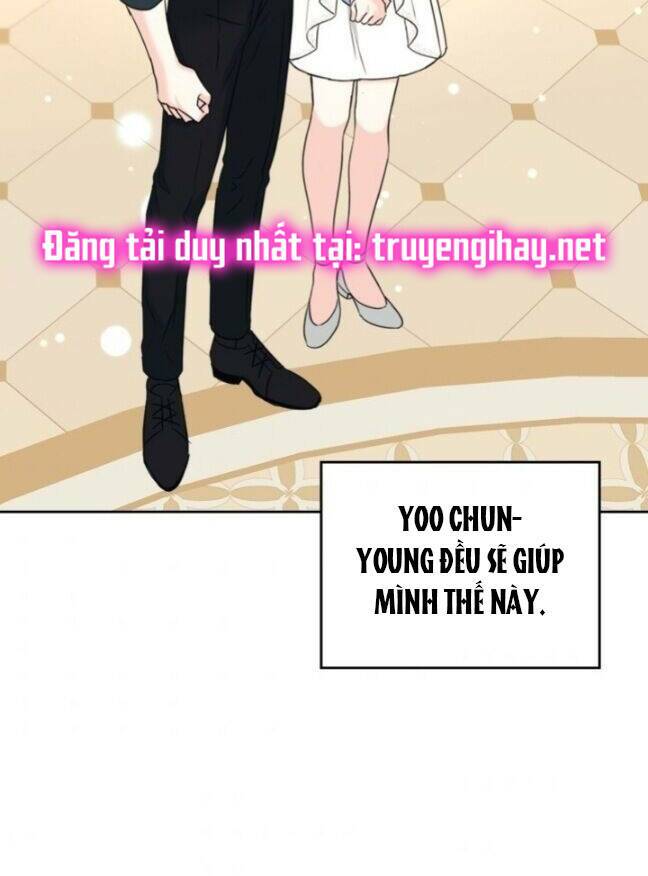 Đăng tải duy nhất tại: truyengihay.net
YOO CHUN-
YOUNG ĐỀU SẼ GIÚP
MÌNH THẾ NÀY.